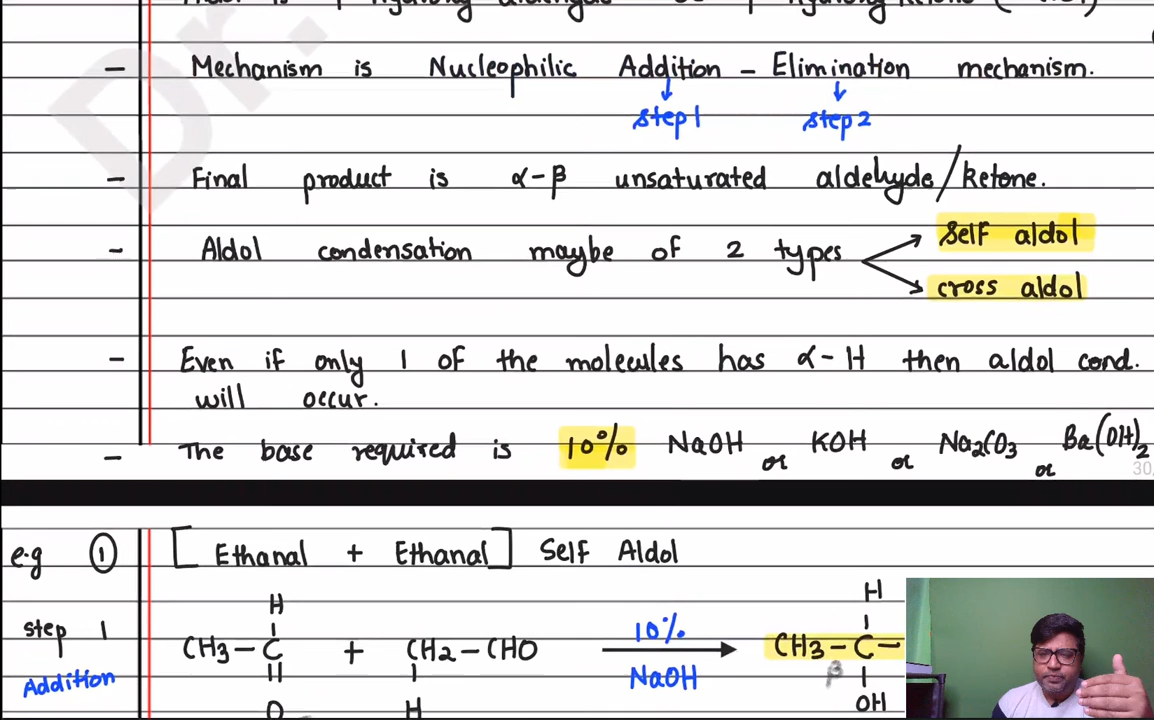 - Mechanism is Nucleophilic Addition - Elimination mechanism.
step 1 step 2
- Final product is α-β unsaturated aldehyde/ketone.
- Aldol condensation maybe of 2 types self aldol
cross aldol
- Even if only 1 of the molecules has α-H then aldol cond.
will occur.
- The base required is 10% NaOH or KOH or Na2CO3 or Ba(OH)2
e.g ① [Ethanal + Ethanal] Self Aldol
H H
step 1 CH3-C + CH2-CHO 10% CH3-C-
Addition NaOH β
O H OH
Dr.
30,